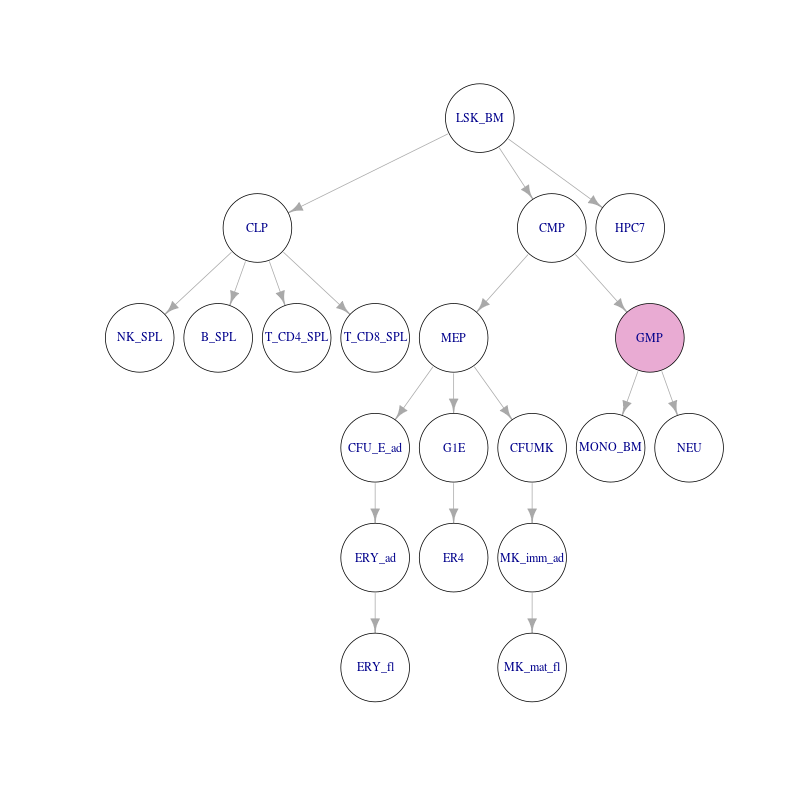 LSK_BM
CLP
CMP
HPC7
NK_SPL
B_SPL
T_CD4_SPL
T_CD8_SPL
MEP
GMP
CFU_E_ad
G1E
CFUMK
MONO_BM
NEU
ERY_ad
ER4
MK_imm_ad
ERY_fl
MK_mat_fl